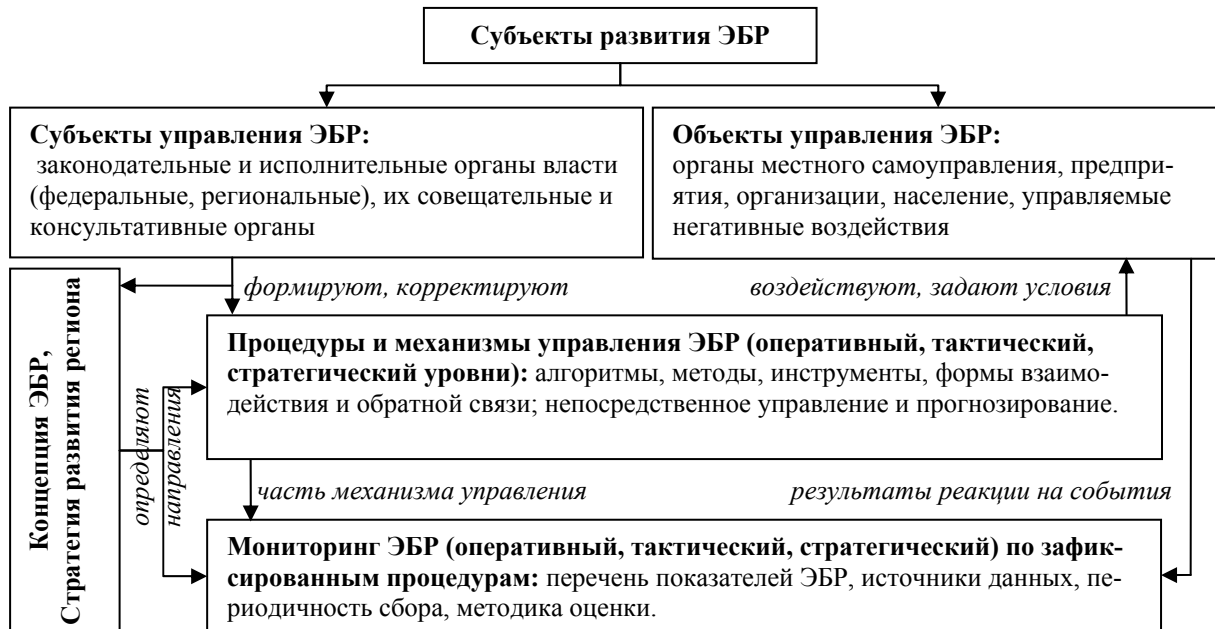 Субъекты развития ЭБР
Субъекты управления ЭБР:
законодательные и исполнительные органы власти
(федеральные, региональные), их совещательные и
консультативные органы
Объекты управления ЭБР:
органы местного самоуправления, предпри-
ятия, организации, население, управляемые
негативные воздействия
формируют, корректируют
воздействуют, задают условия
Концепция ЭБР,
Стратегия развития региона
определяют
направления
Процедуры и механизмы управления ЭБР (оперативный, тактический,
стратегический уровни): алгоритмы, методы, инструменты, формы взаимо-
действия и обратной связи; непосредственное управление и прогнозирование.
часть механизма управления
результаты реакции на события
Мониторинг ЭБР (оперативный, тактический, стратегический) по зафик-
сированным процедурам: перечень показателей ЭБР, источники данных, пе-
риодичность сбора, методика оценки.